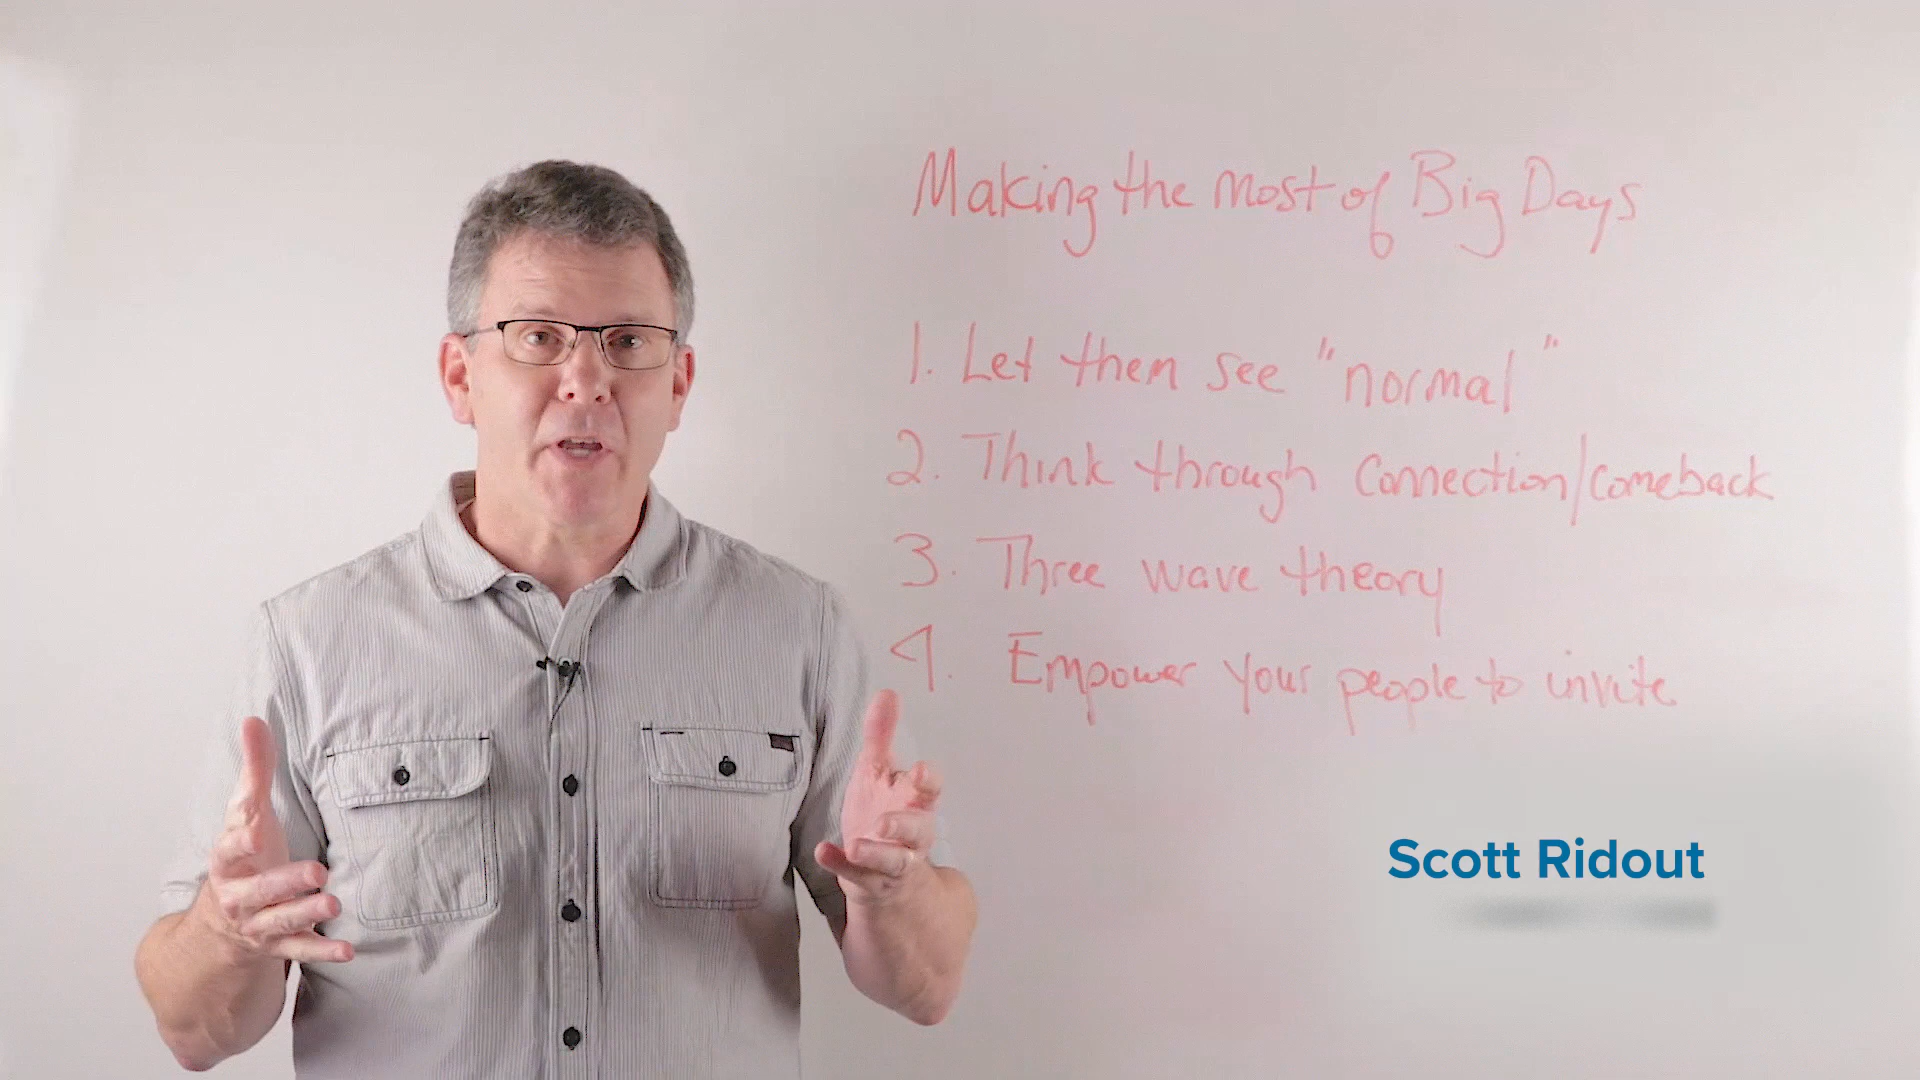 Making the most of Big Days
1. Let them see "normal"
2. Think through Connection/comeback
3. Three wave theory
4. Empower your people to invite
Scott Ridout